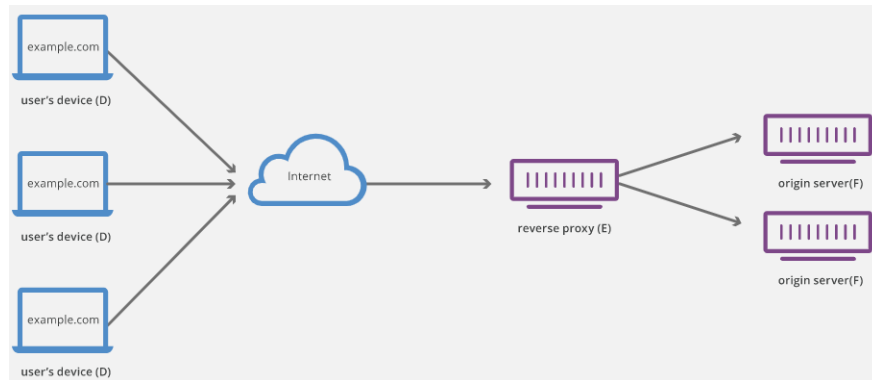 example.com
user's device (D)
example.com
user's device (D)
example.com
user's device (D)
Internet
reverse proxy (E)
origin server(F)
origin server(F)